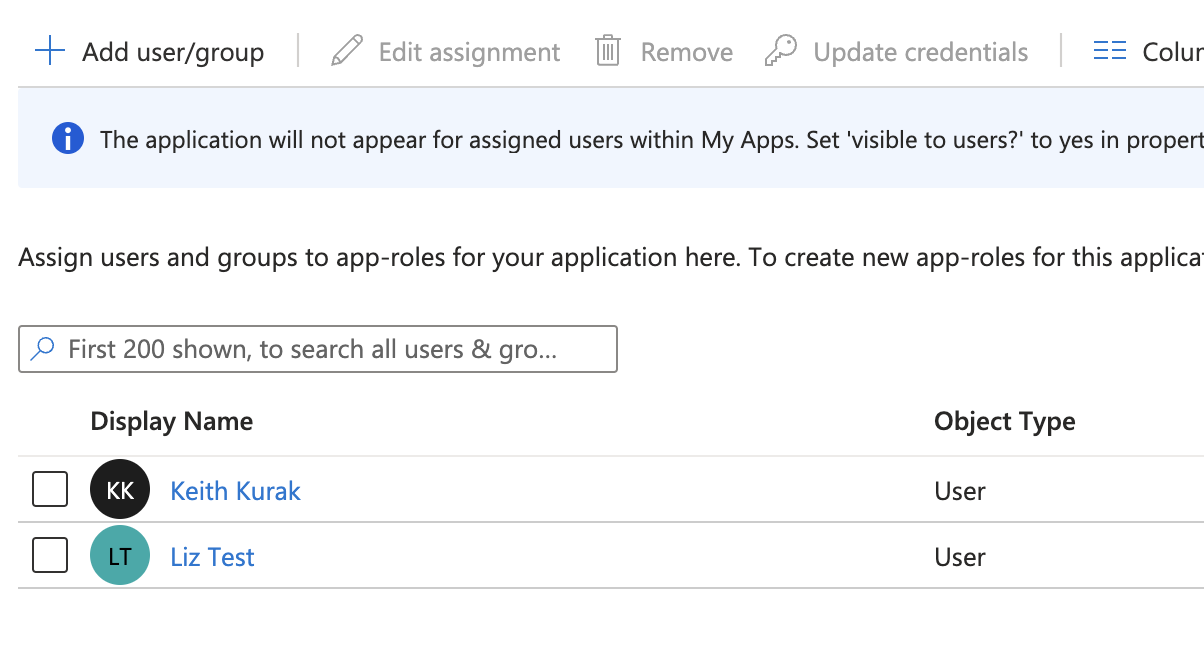 Add user/group Edit assignment Remove Update credentials Colu
The application will not appear for assigned users within My Apps. Set 'visible to users?' to yes in propert
Assign users and groups to app-roles for your application here. To create new app-roles for this applicat
First 200 shown, to search all users & gro...
Display Name Object Type
KK Keith Kurak User
LT Liz Test User